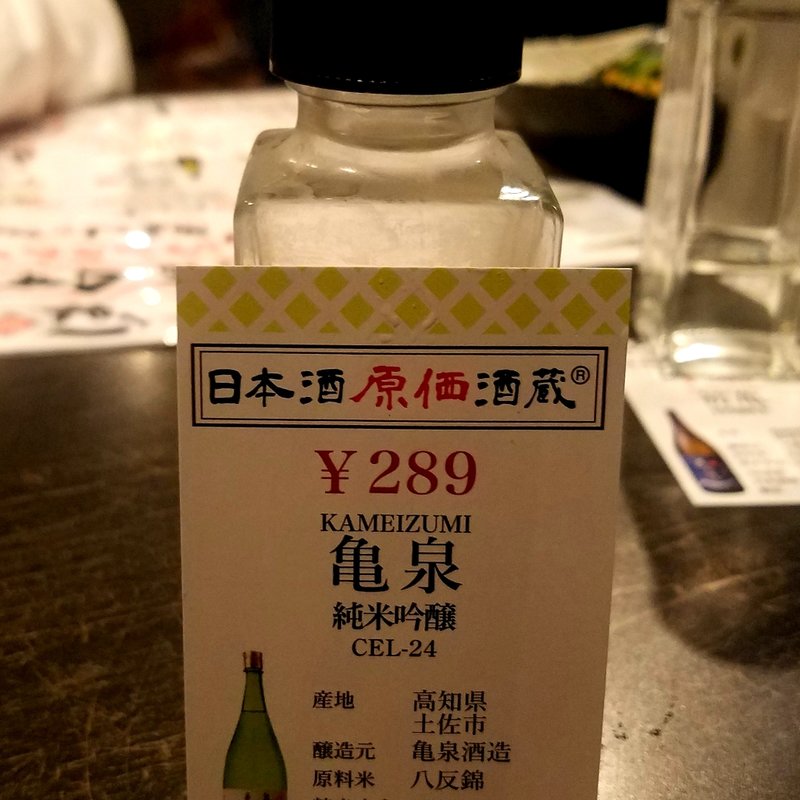 日本酒原価酒蔵®
¥289
KAMEIZUMI
亀泉
純米吟醸
CEL-24
産地 高知県
土佐市
醸造元 亀泉酒造
原料米 八反錦